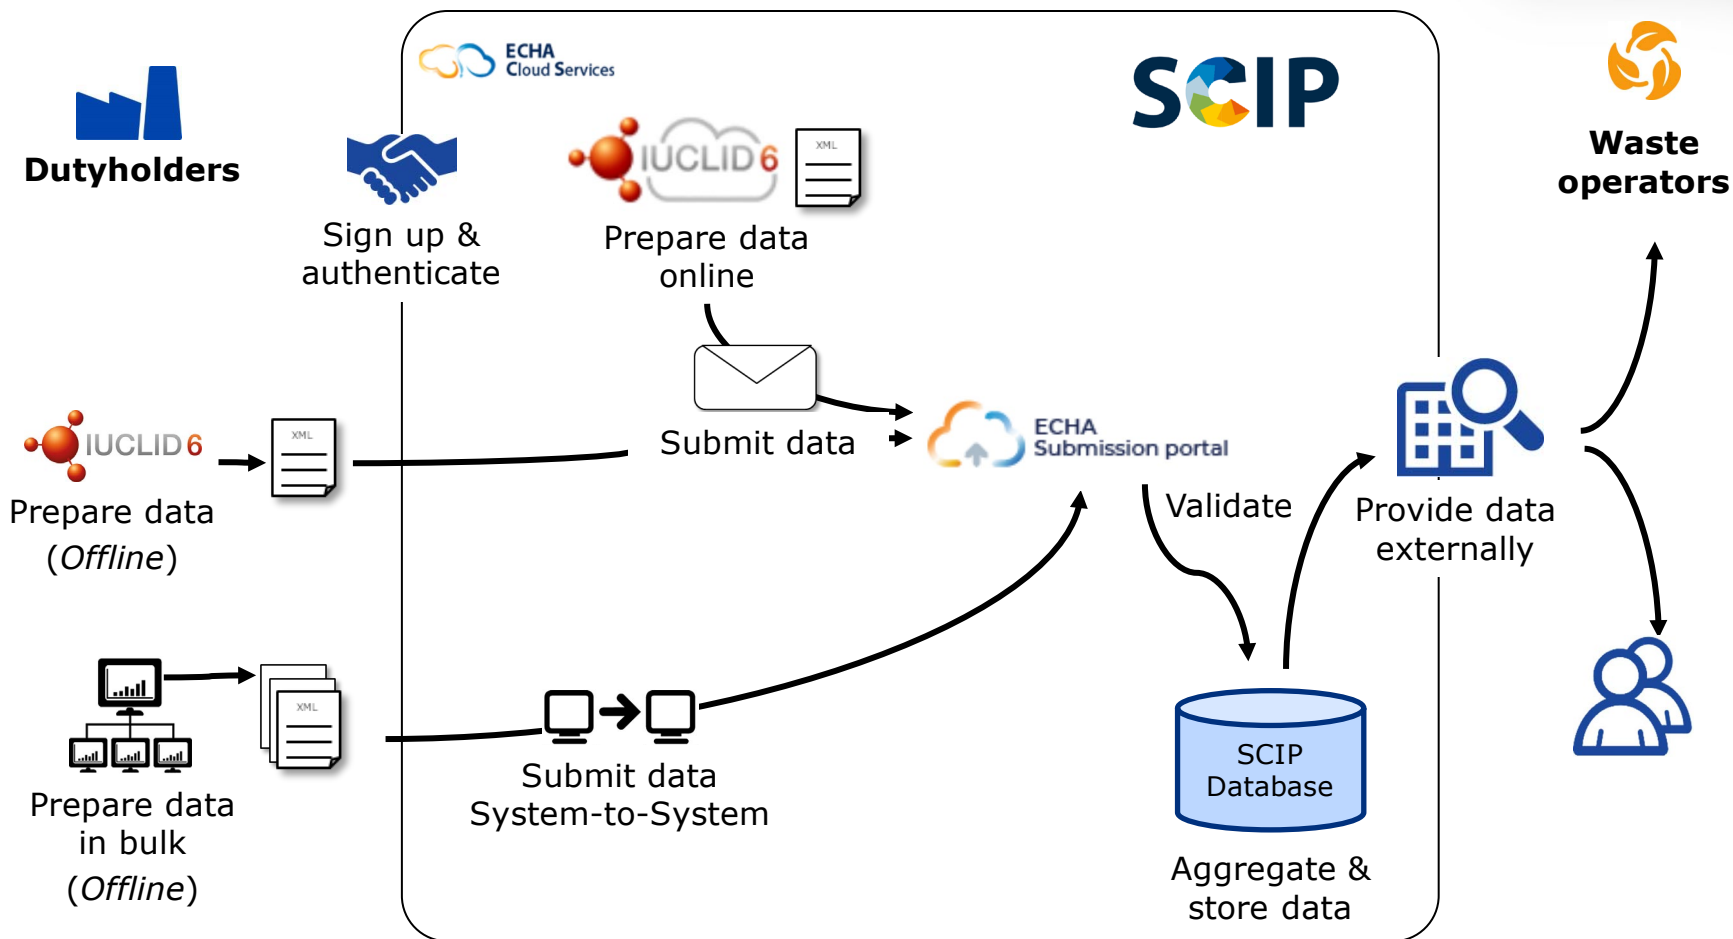 ECHA
Cloud Services
SCIP
Dutyholders
Waste
operators
Sign up &
authenticate
IUCLID 6
XML
Prepare data
online
Submit data
ECHA
Submission portal
IUCLID 6
XML
Prepare data
(Offline)
Validate
Provide data
externally
XML
Prepare data
in bulk
(Offline)
Submit data
System-to-System
SCIP
Database
Aggregate &
store data